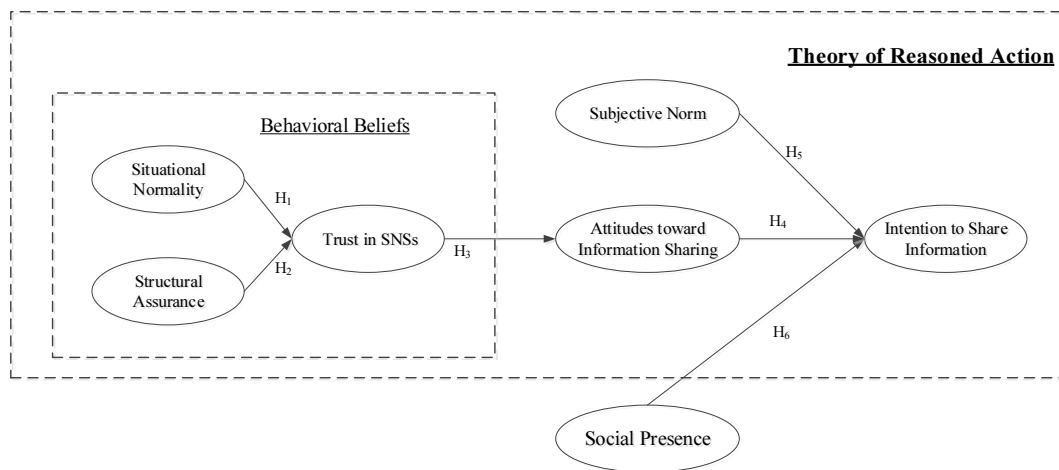 Theory of Reasoned Action
Behavioral Beliefs
Subjective Norm
Situational
Normality
H1
H5
Trust in SNSs
H3
Attitudes toward
Information Sharing
H4
Intention to Share
Information
H2
Structural
Assurance
H6
Social Presence